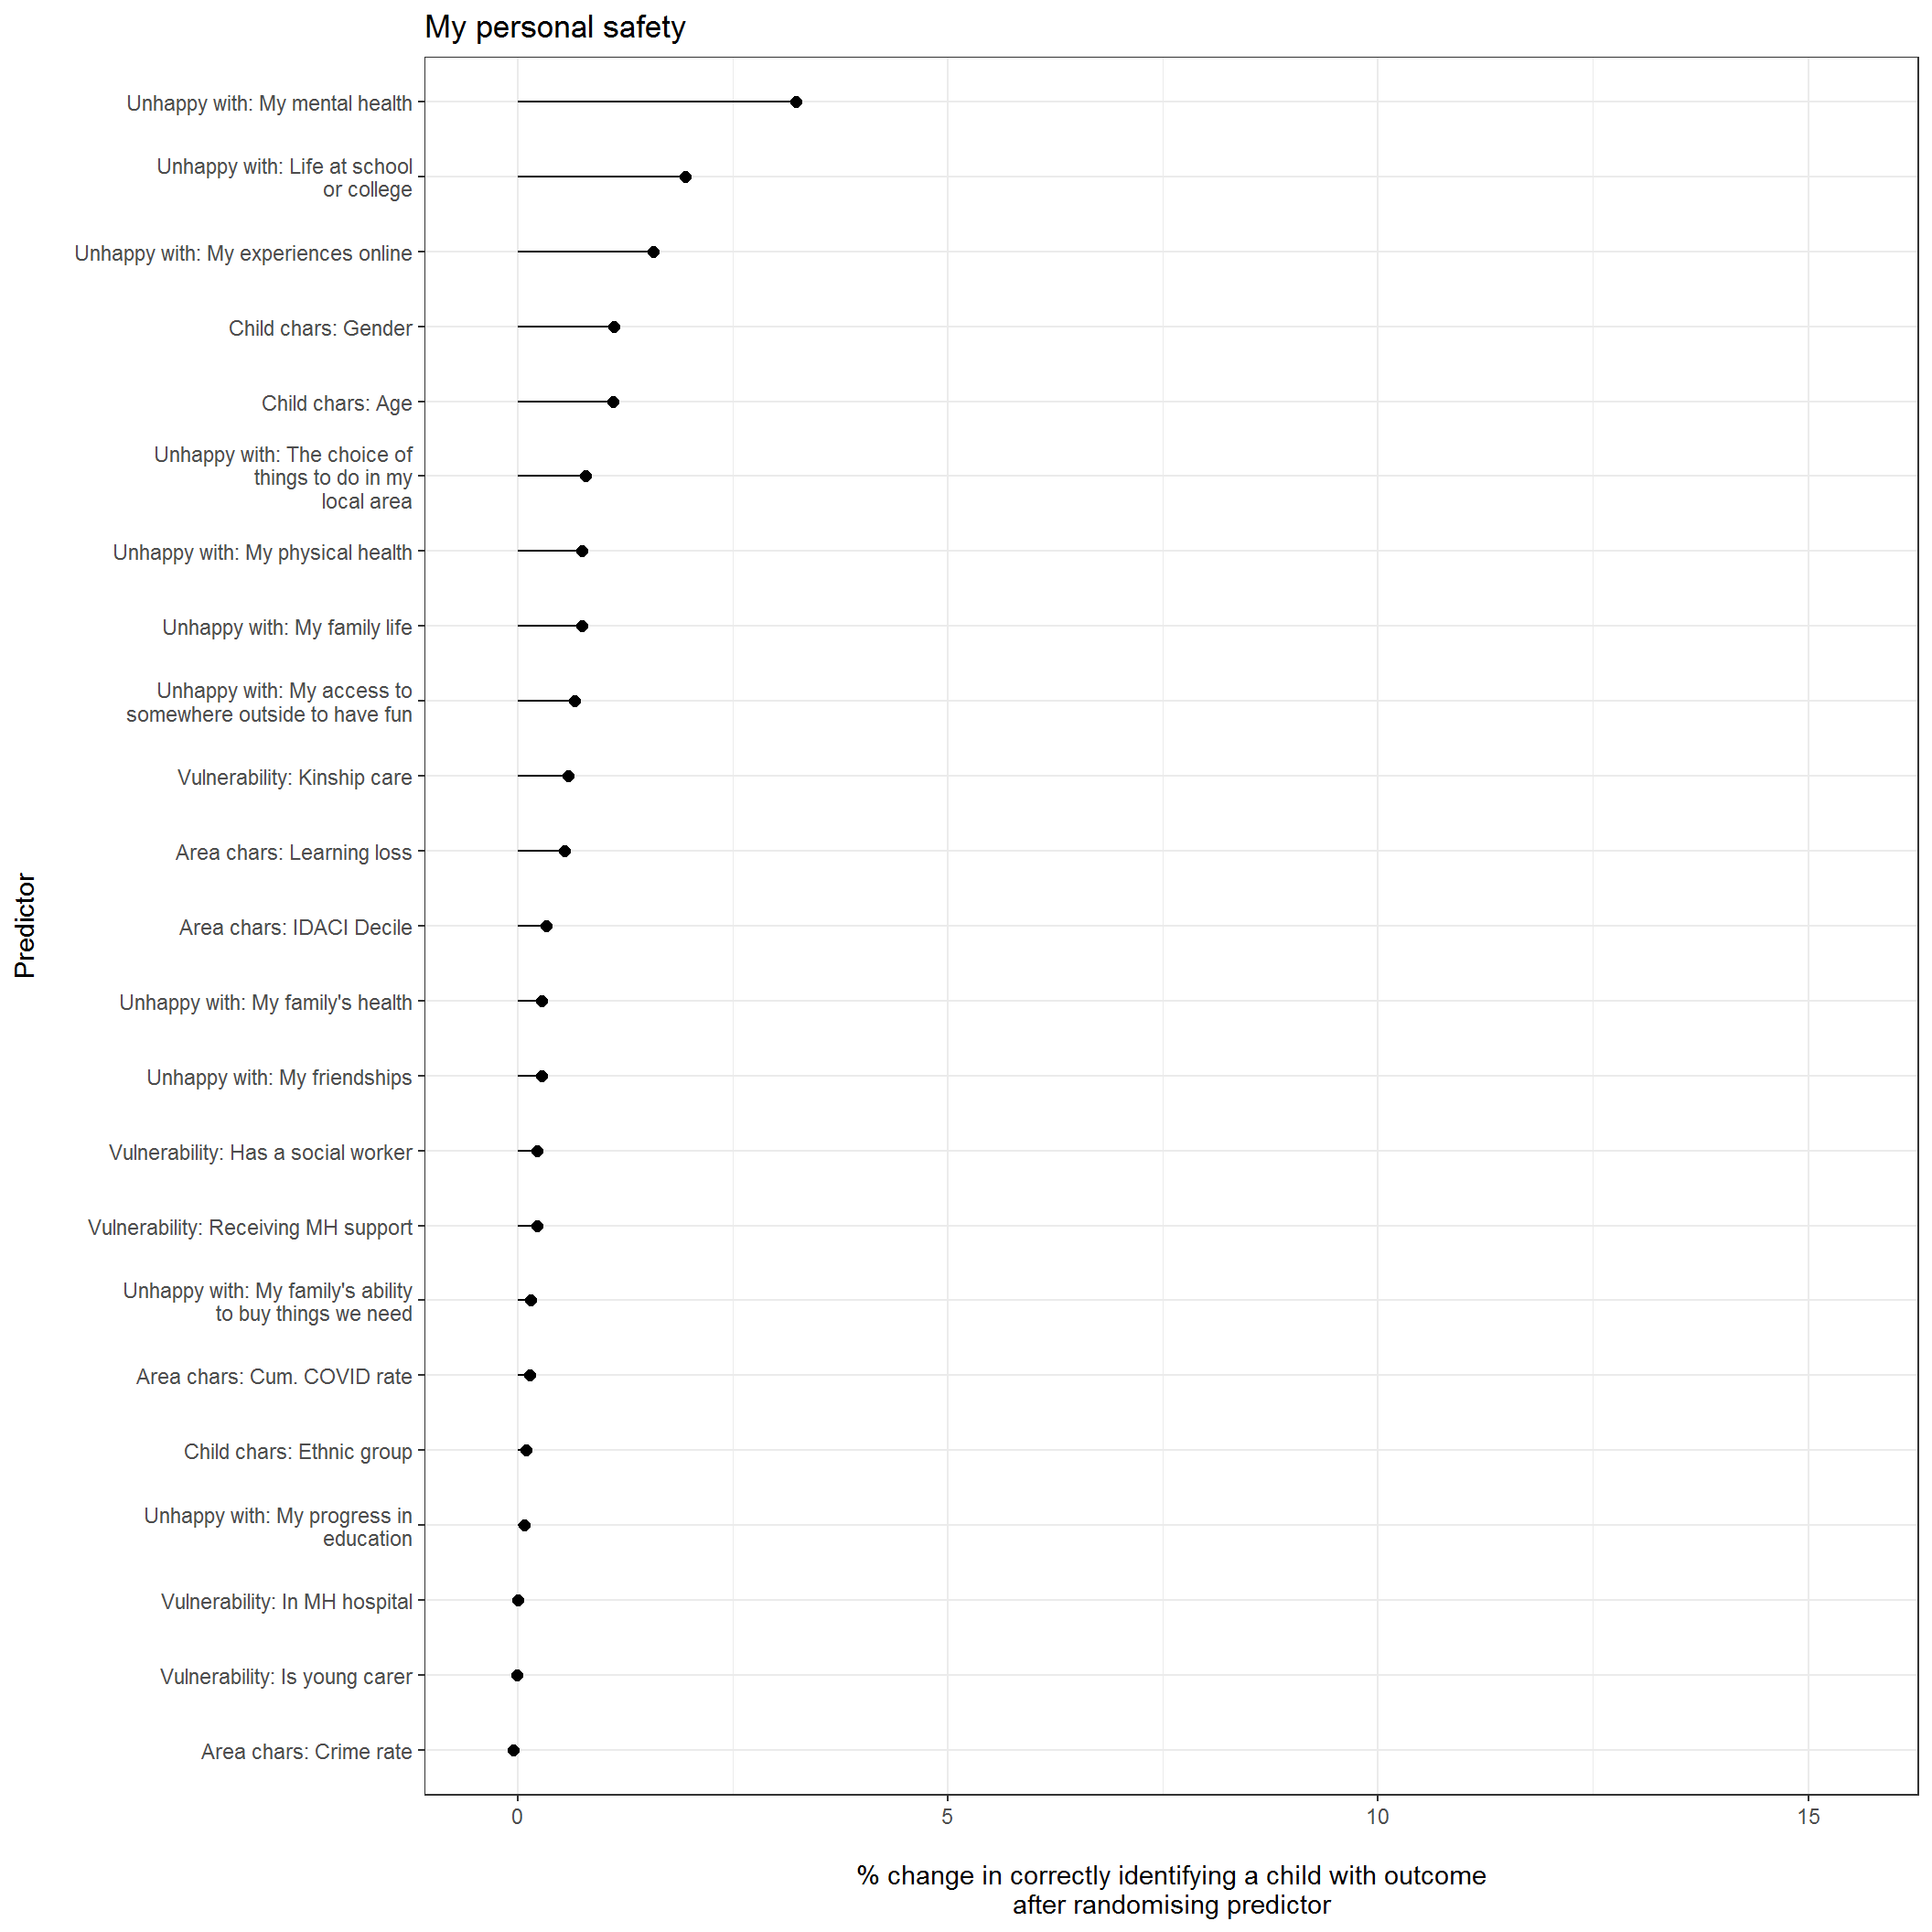 My personal safety
Unhappy with: My mental health
Unhappy with: Life at school
or college
Unhappy with: My experiences online
Child chars: Gender
Child chars: Age
Unhappy with: The choice of
things to do in my
local area
Unhappy with: My physical health
Unhappy with: My family life
Unhappy with: My access to
somewhere outside to have fun
Vulnerability: Kinship care
Area chars: Learning loss
Area chars: IDACI Decile
Unhappy with: My family's health
Unhappy with: My friendships
Vulnerability: Has a social worker
Vulnerability: Receiving MH support
Unhappy with: My family's ability
to buy things we need
Area chars: Cum. COVID rate
Child chars: Ethnic group
Unhappy with: My progress in
education
Vulnerability: In MH hospital
Vulnerability: Is young carer
Area chars: Crime rate
Predictor
0 5 10 15
% change in correctly identifying a child with outcome
after randomising predictor